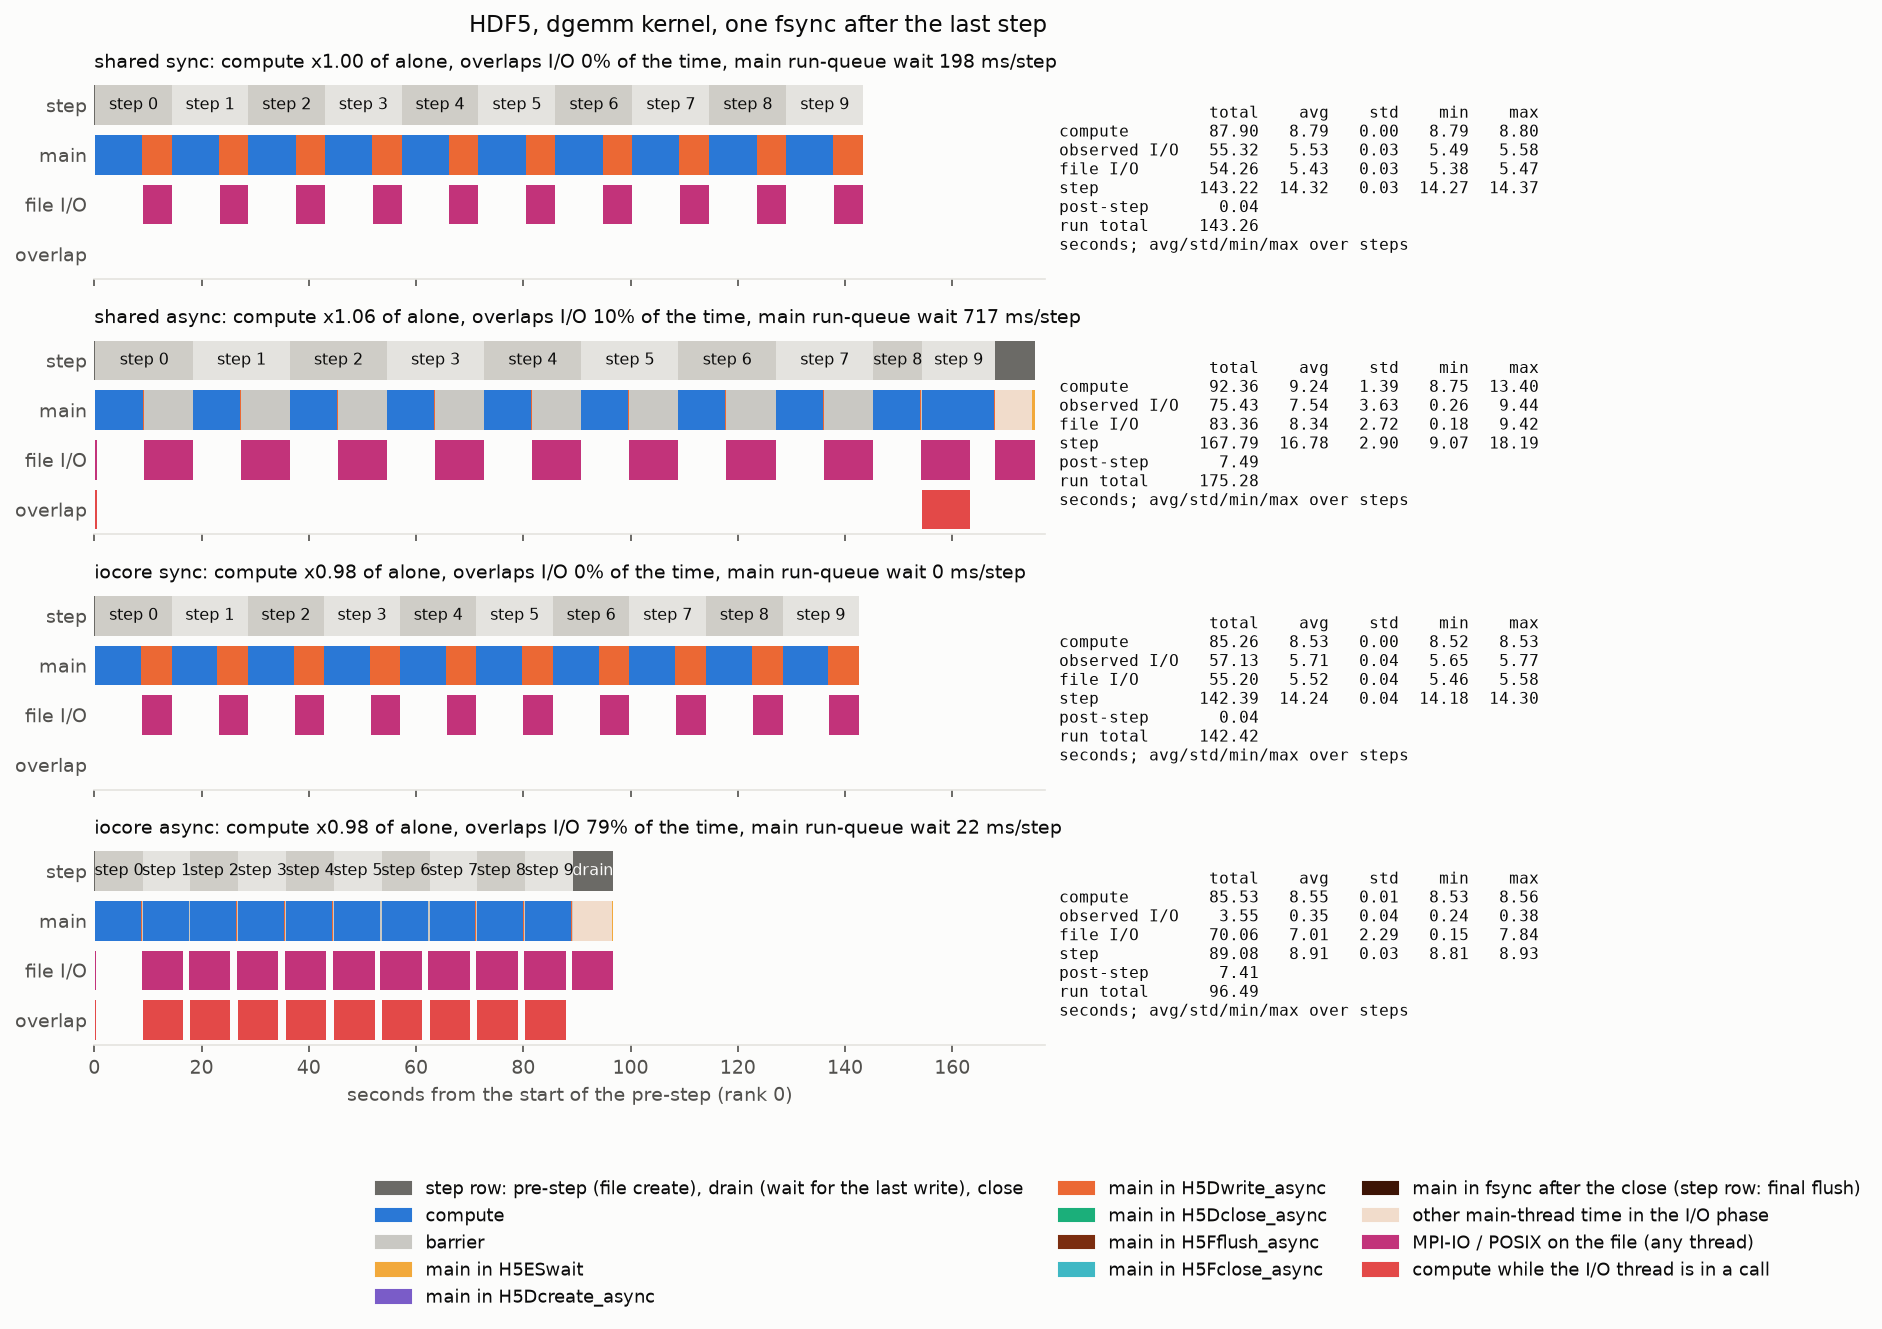 HDF5, dgemm kernel, one fsync after the last step
shared sync: compute x1.00 of alone, overlaps I/O 0% of the time, main run-queue wait 198 ms/step
step
step 0 step 1 step 2 step 3 step 4 step 5 step 6 step 7 step 8 step 9
main
file I/O
overlap
total avg std min max
compute 87.90 8.79 0.00 8.79 8.80
observed I/O 55.32 5.53 0.03 5.49 5.58
file I/O 54.26 5.43 0.03 5.38 5.47
step 143.22 14.32 0.03 14.27 14.37
post-step 0.04
run total 143.26
seconds; avg/std/min/max over steps
shared async: compute x1.06 of alone, overlaps I/O 10% of the time, main run-queue wait 717 ms/step
step
step 0 step 1 step 2 step 3 step 4 step 5 step 6 step 7 step 8 step 9
main
file I/O
overlap
total avg std min max
compute 92.36 9.24 1.39 8.75 13.40
observed I/O 75.43 7.54 3.63 0.26 9.44
file I/O 83.36 8.34 2.72 0.18 9.42
step 167.79 16.78 2.90 9.07 18.19
post-step 7.49
run total 175.28
seconds; avg/std/min/max over steps
iocore sync: compute x0.98 of alone, overlaps I/O 0% of the time, main run-queue wait 0 ms/step
step
step 0 step 1 step 2 step 3 step 4 step 5 step 6 step 7 step 8 step 9
main
file I/O
overlap
total avg std min max
compute 85.26 8.53 0.00 8.52 8.53
observed I/O 57.13 5.71 0.04 5.65 5.77
file I/O 55.20 5.52 0.04 5.46 5.58
step 142.39 14.24 0.04 14.18 14.30
post-step 0.04
run total 142.42
seconds; avg/std/min/max over steps
iocore async: compute x0.98 of alone, overlaps I/O 79% of the time, main run-queue wait 22 ms/step
step
step 0 step 1 step 2 step 3 step 4 step 5 step 6 step 7 step 8 step 9 drain
main
file I/O
overlap
total avg std min max
compute 85.53 8.55 0.01 8.53 8.56
observed I/O 3.55 0.35 0.04 0.24 0.38
file I/O 70.06 7.01 2.29 0.15 7.84
step 89.08 8.91 0.03 8.81 8.93
post-step 7.41
run total 96.49
seconds; avg/std/min/max over steps
0 20 40 60 80 100 120 140 160
seconds from the start of the pre-step (rank 0)
step row: pre-step (file create), drain (wait for the last write), close
compute
barrier
main in H5ESwait
main in H5Dcreate_async
main in H5Dwrite_async
main in H5Dclose_async
main in H5Fflush_async
main in H5Fclose_async
main in fsync after the close (step row: final flush)
other main-thread time in the I/O phase
MPI-IO / POSIX on the file (any thread)
compute while the I/O thread is in a call